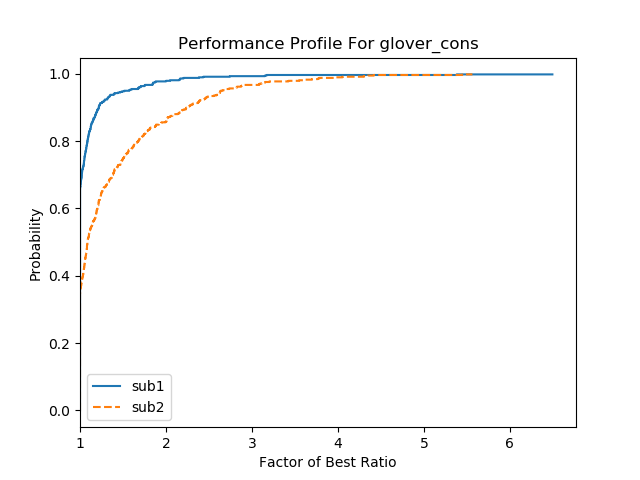 Performance Profile For glover_cons
1.0
0.8
0.6
0.4
0.2
0.0
Probability
sub1
sub2
1 2 3 4 5 6
Factor of Best Ratio